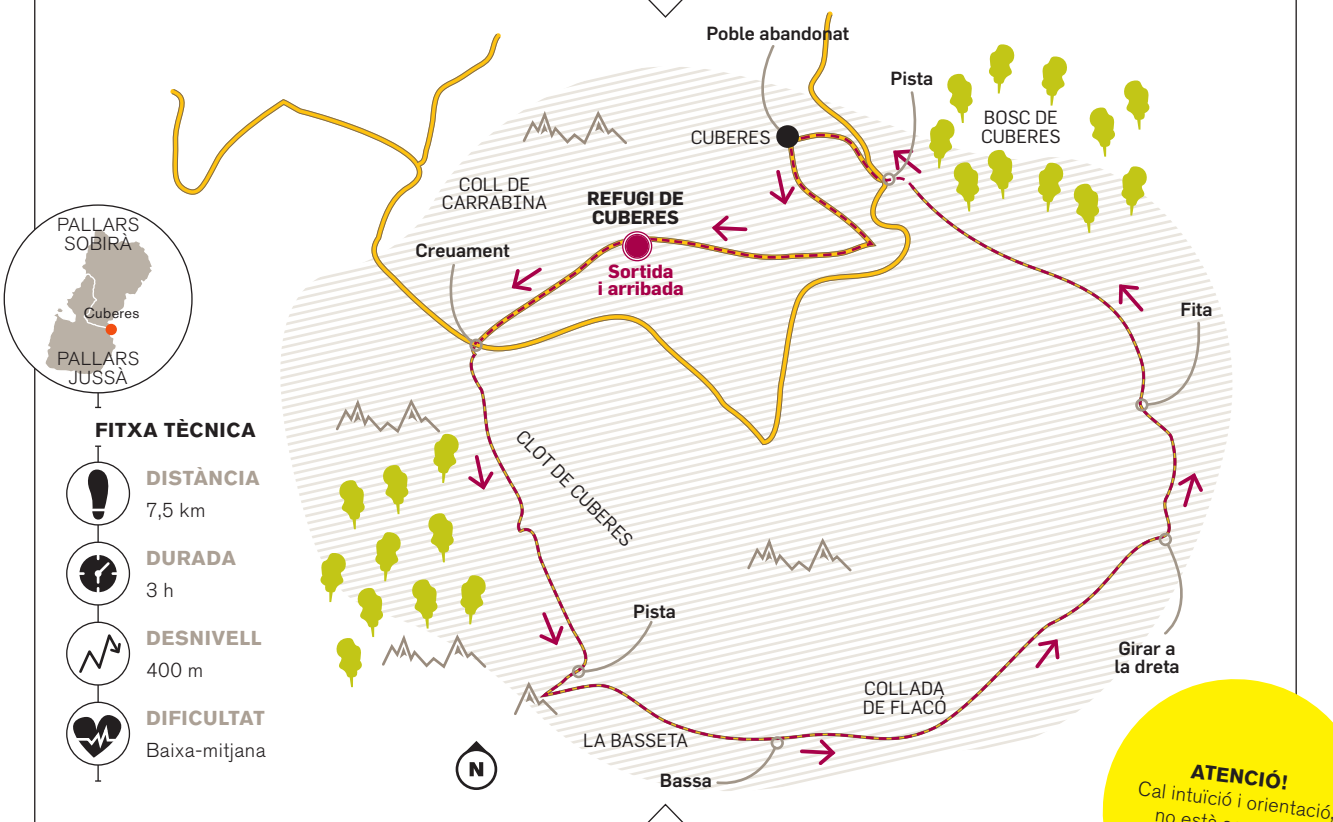 Poble abandonat
Pista
BOSC DE
CUBERES
CUBERES
COLL DE
CARRABINA
REFUGI DE
CUBERES
Sortida
i arribada
Creuament
PALLARS
SOBIRÀ
Cuberes
PALLARS
JUSSÀ
Fita
FITXA TÈCNICA
DISTÀNCIA
7,5 km
DURADA
3 h
DESNIVELL
400 m
DIFICULTAT
Baixa-mitjana
CLOT DE CUBERES
Pista
Girar a
la dreta
COLLADA
DE FLACÓ
LA BASSETA
Bassa
N
ATENCIÓ!
Cal intuïció i orientació,
no està